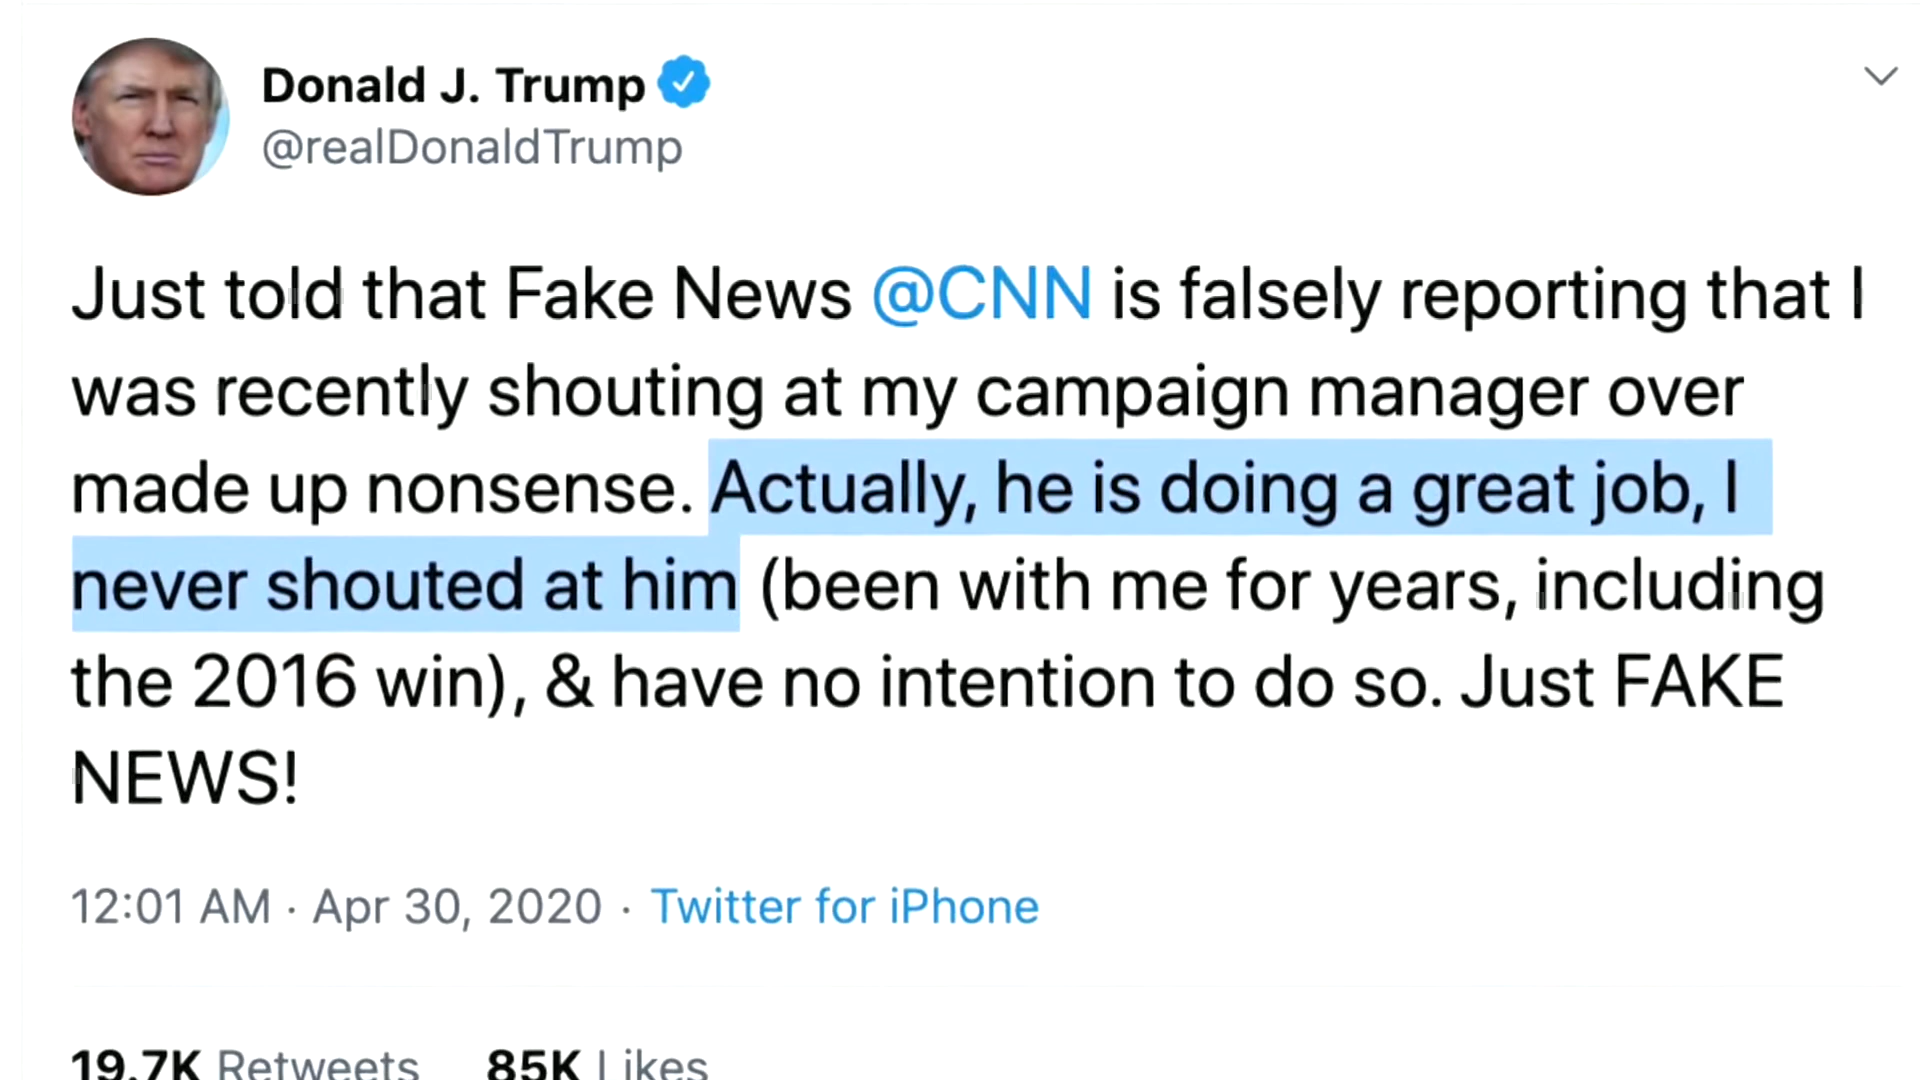 Donald J. Trump
@realDonaldTrump
Just told that Fake News @CNN is falsely reporting that I
was recently shouting at my campaign manager over
made up nonsense. Actually, he is doing a great job, I
never shouted at him (been with me for years, including
the 2016 win), & have no intention to do so. Just FAKE
NEWS!
12:01 AM · Apr 30, 2020 · Twitter for iPhone
19.7K Retweets 85K Likes